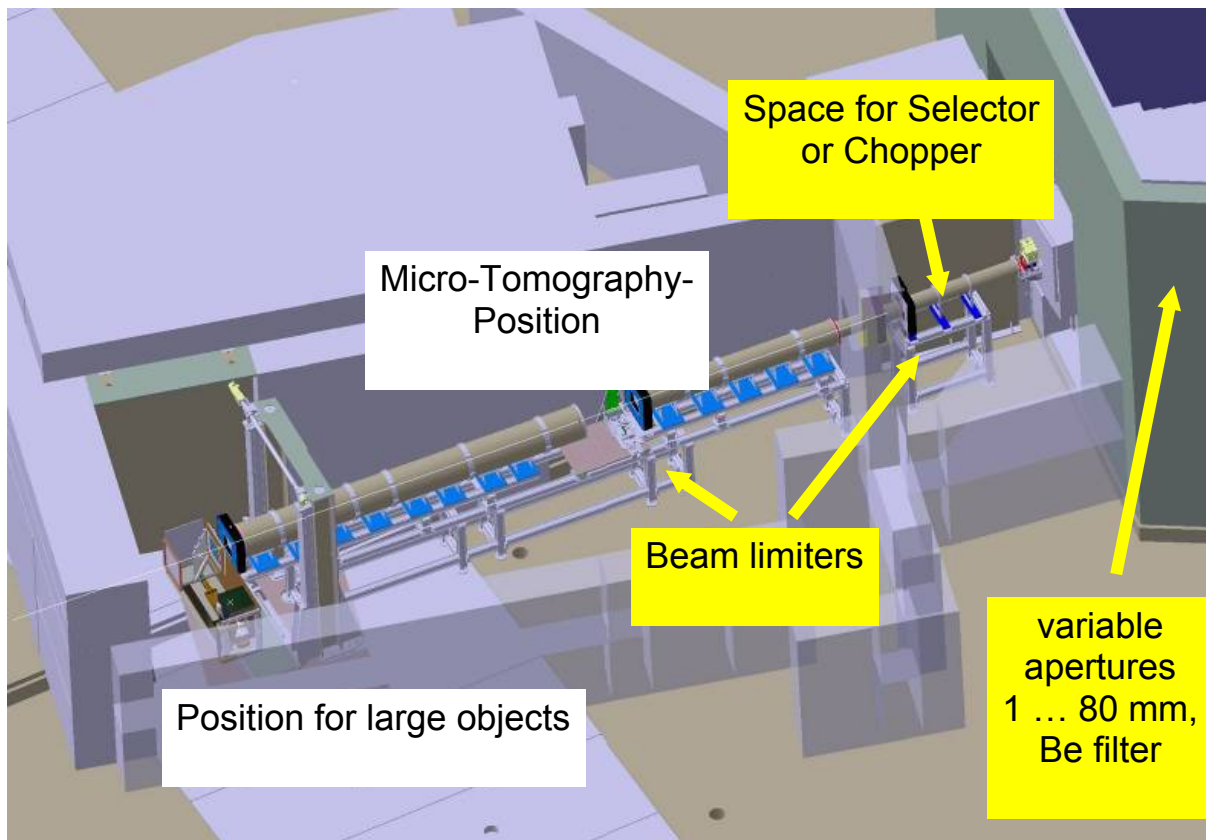 Space for Selector
or Chopper
Micro-Tomography-
Position
Beam limiters
variable
apertures
1 … 80 mm,
Be filter
Position for large objects